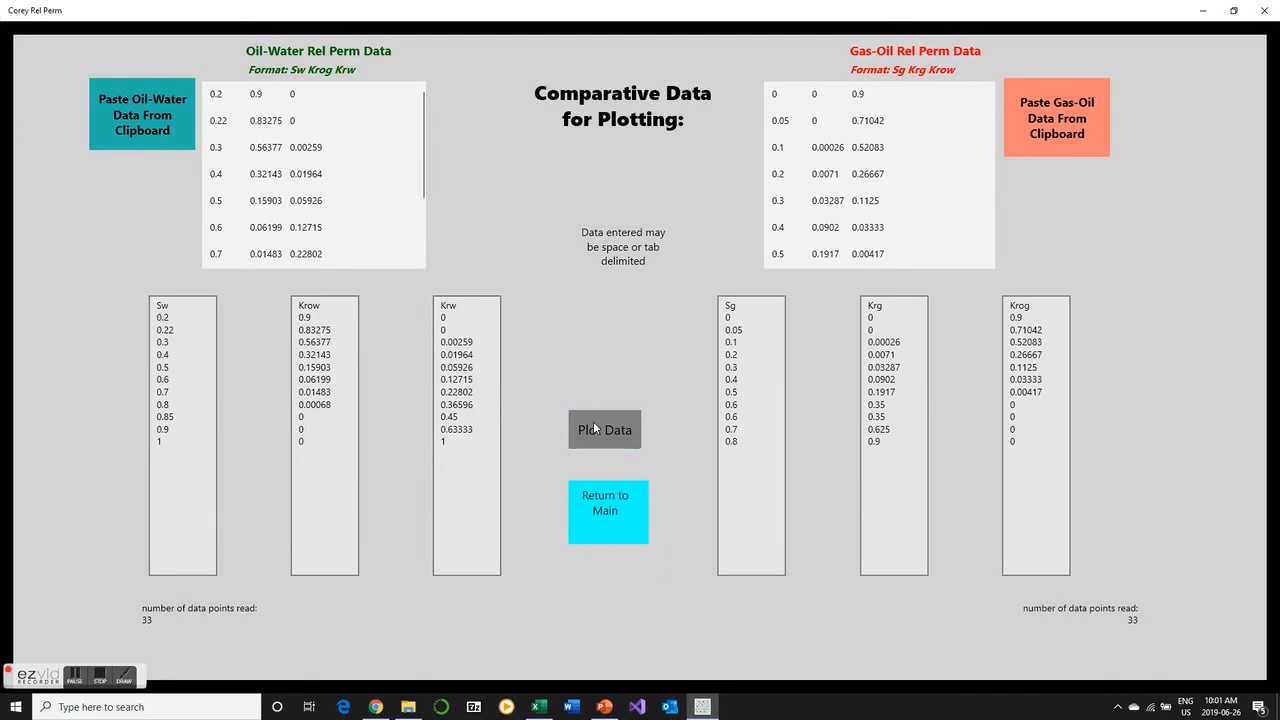 Corey Rel Perm
Oil-Water Rel Perm Data
Format: Sw Krog Krw
Paste Oil-Water
Data From
Clipboard
0.2 0.9 0
0.22 0.83275 0
0.3 0.56377 0.00259
0.4 0.32143 0.01964
0.5 0.15903 0.05926
0.6 0.06199 0.12715
0.7 0.01483 0.22802
Comparative Data
for Plotting:
Data entered may
be space or tab
delimited
Gas-Oil Rel Perm Data
Format: Sg Krg Krow
0 0 0.9
0.05 0 0.71042
0.1 0.00026 0.52083
0.2 0.0071 0.26667
0.3 0.03287 0.1125
0.4 0.0902 0.03333
0.5 0.1917 0.00417
Paste Gas-Oil
Data From
Clipboard
Sw
0.2
0.22
0.3
0.4
0.5
0.6
0.7
0.8
0.85
0.9
1
Krow
0.9
0.83275
0.56377
0.32143
0.15903
0.06199
0.01483
0.00068
0
0
0
Krw
0
0
0.00259
0.01964
0.05926
0.12715
0.22802
0.36596
0.45
0.63333
1
Plot Data
Return to
Main
Sg
0
0.05
0.1
0.2
0.3
0.4
0.5
0.6
0.6
0.7
0.8
Krg
0
0
0.00026
0.0071
0.03287
0.0902
0.1917
0.35
0.35
0.625
0.9
Krog
0.9
0.71042
0.52083
0.26667
0.1125
0.03333
0.00417
0
0
0
0
number of data points read:
33
number of data points read:
33
ezvid
RECORDER
PAUSE STOP DRAW
Type here to search
ENG
US
10:01 AM
2019-06-26
5